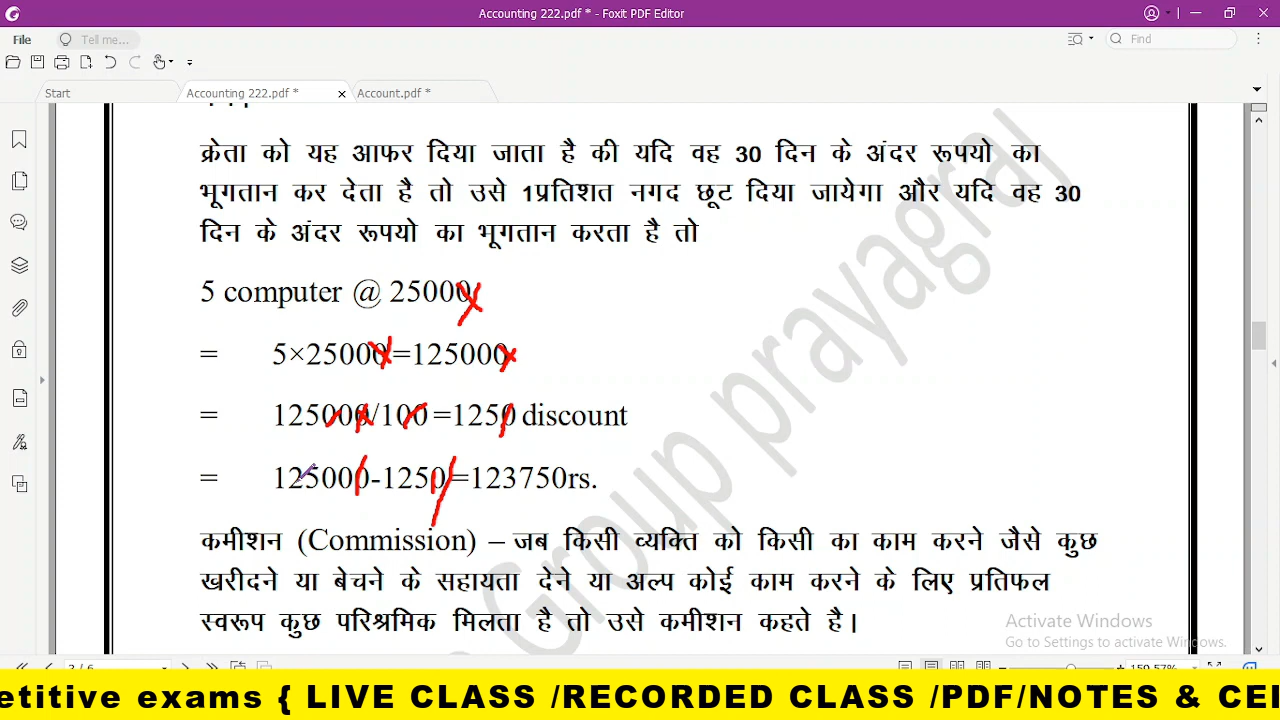 Accounting 222.pdf * - Foxit PDF Editor
File
Tell me...
Find
Start
Accounting 222.pdf *
Account.pdf *
क्रेता को यह आफर दिया जाता है की यदि वह 30 दिन के अंदर रूपयो का
भूगतान कर देता है तो उसे 1प्रतिशत नगद छूट दिया जायेगा और यदि वह 30
दिन के अंदर रूपयो का भूगतान करता है तो
5 computer @ 25000
= 5×25000=125000
= 125000/100 =1250 discount
= 125000-1250=123750rs.
कमीशन (Commission) – जब किसी व्यक्ति को किसी का काम करने जैसे कुछ
खरीदने या बेचने के सहायता देने या अल्प कोई काम करने के लिए प्रतिफल
स्वरूप कुछ परिश्रमिक मिलता है तो उसे कमीशन कहते है।
Group prayagraj
Activate Windows
Go to Settings to activate Windows.
159.57%
etitive exams { LIVE CLASS /RECORDED CLASS /PDF/NOTES & CE